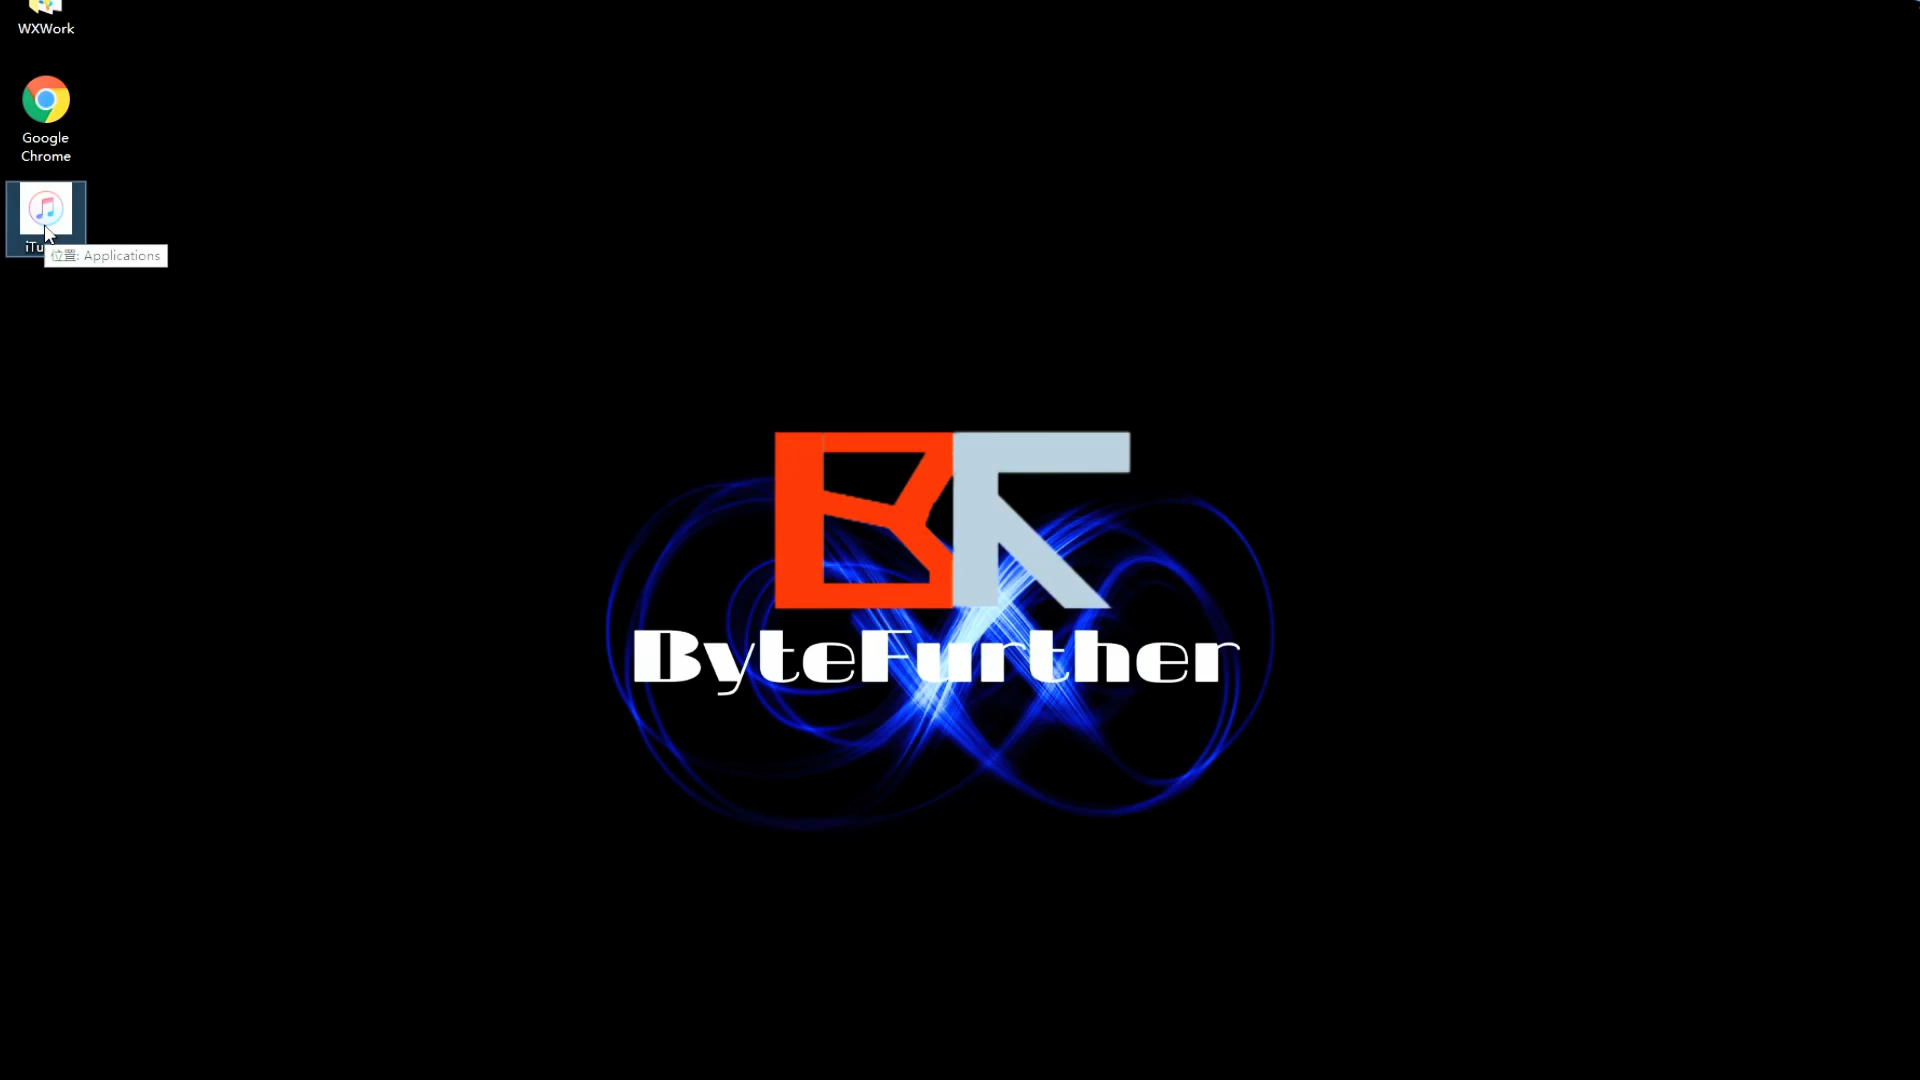 WXWork
Google
Chrome
iTu
位置: Applications
ByteFurther